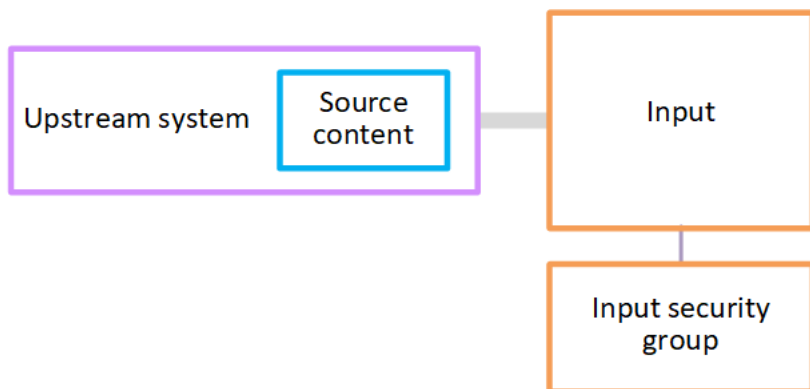 Upstream system
Source
content
Input
Input security
group